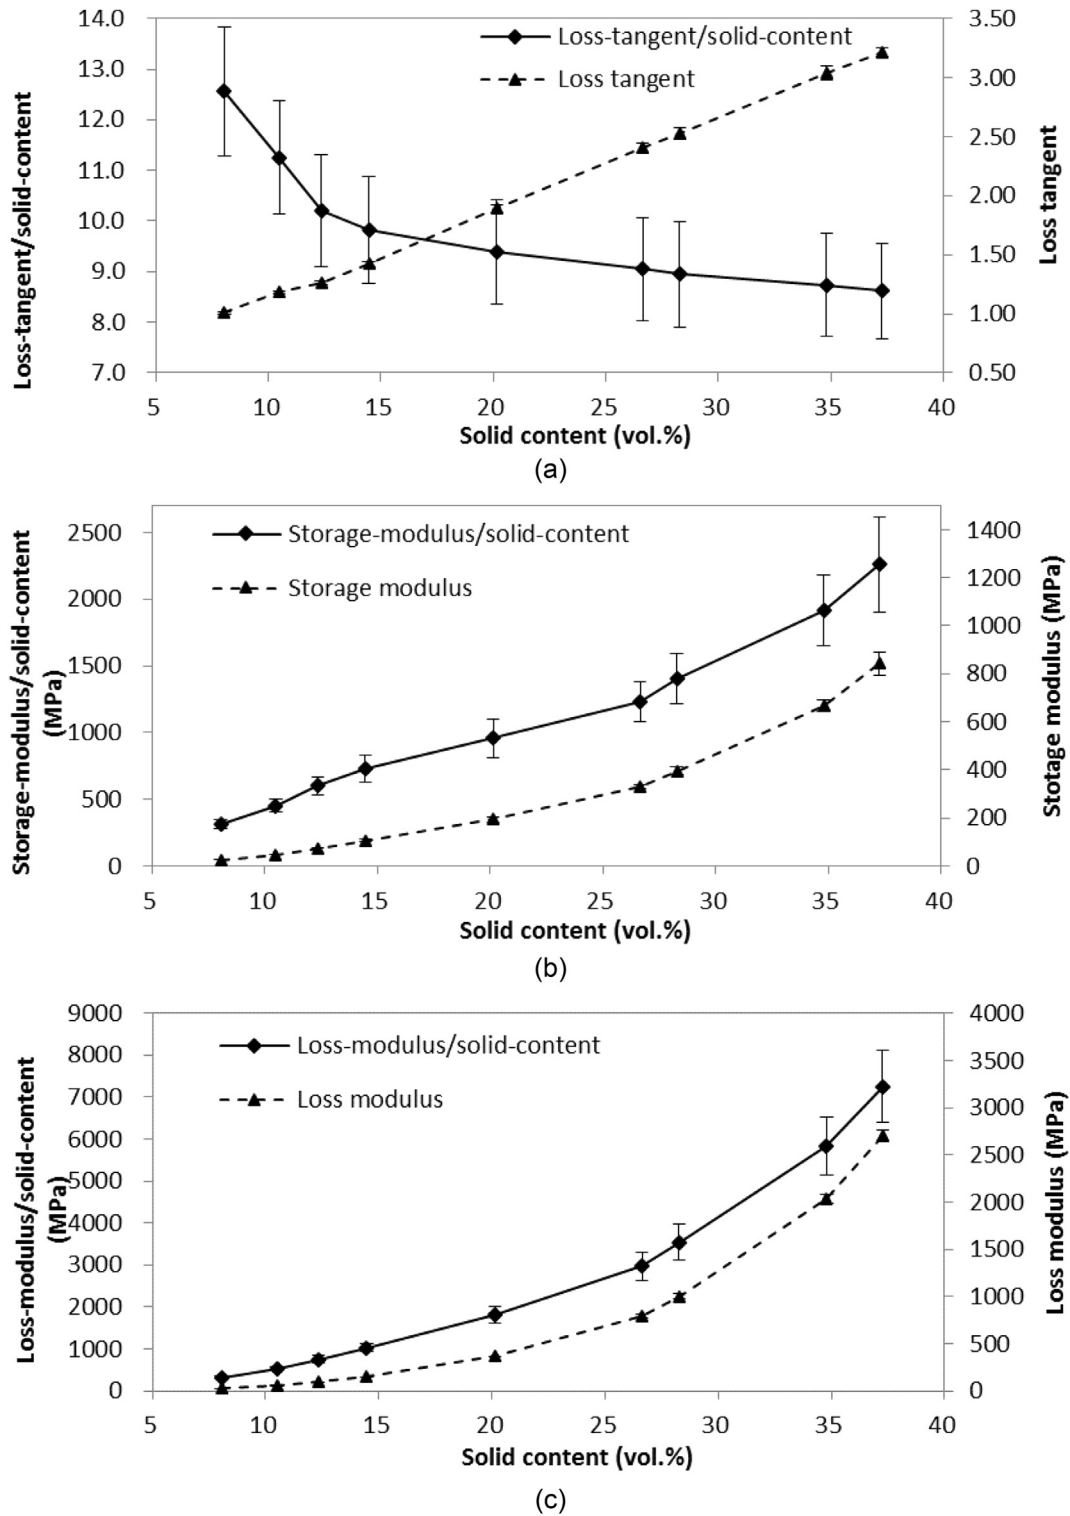 14.0
13.0
12.0
11.0
10.0
9.0
8.0
7.0
Loss-tangent/solid-content
Loss-tangent/solid-content
Loss tangent
3.50
3.00
2.50
2.00
1.50
1.00
0.50
Loss tangent
5 10 15 20 25 30 35 40
Solid content (vol.%)
(a)
2500
2000
1500
1000
500
0
Storage-modulus/solid-content
(MPa)
Storage-modulus/solid-content
Storage modulus
1400
1200
1000
800
600
400
200
0
Stotage modulus (MPa)
5 10 15 20 25 30 35 40
Solid content (vol.%)
(b)
9000
8000
7000
6000
5000
4000
3000
2000
1000
0
Loss-modulus/solid-content
(MPa)
Loss-modulus/solid-content
Loss modulus
4000
3500
3000
2500
2000
1500
1000
500
0
Loss modulus (MPa)
5 10 15 20 25 30 35 40
Solid content (vol.%)
(c)